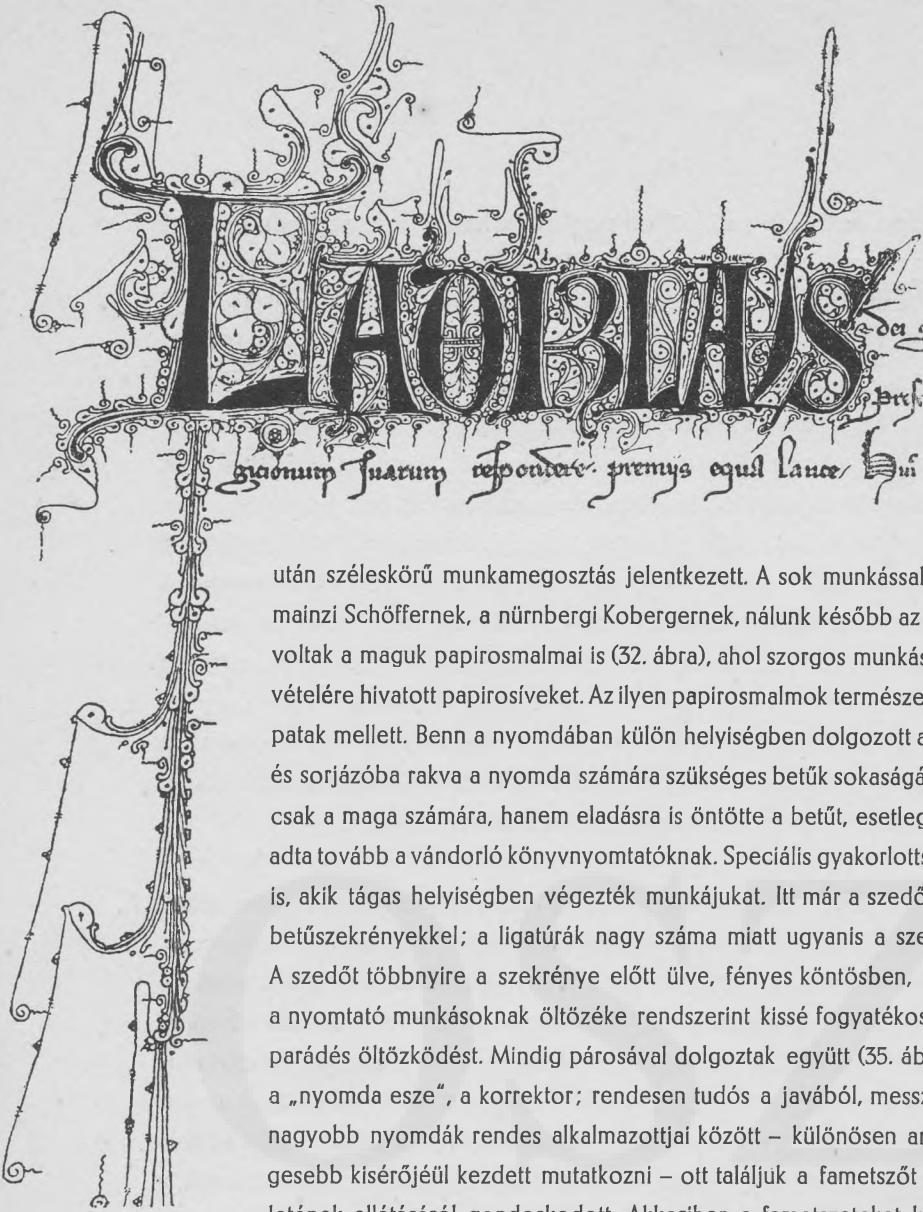 LADISLAUS
dei
gicionum suarum respondere premijs equa lance
után széleskörű munkamegosztás jelentkezett. A sok munkással
mainzi Schöffernek, a nürnbergi Kobergernek, nálunk később az
voltak a maguk papirosmalmai is (32. ábra), ahol szorgos munkás
vételére hivatott papirosíveket. Az ilyen papirosmalmok természe
patak mellett. Benn a nyomdában külön helyiségben dolgozott a
és sorjázóba rakva a nyomda számára szükséges betűk sokaságá
csak a maga számára, hanem eladásra is öntötte a betűt, esetleg
adta tovább a vándorló könyvnyomtatóknak. Speciális gyakorlotts
is, akik tágas helyiségben végezték munkájukat. Itt már a szedő
betűszekrényekkel; a ligatúrák nagy száma miatt ugyanis a sze
A szedőt többnyire a szekrénye előtt ülve, fényes köntösben,
a nyomtató munkásoknak öltözéke rendszerint kissé fogyatékos
parádés öltözködést. Mindig párosával dolgoztak együtt (35. áb
a „nyomda esze“, a korrektor; rendesen tudós a javából, messz
nagyobb nyomdák rendes alkalmazottjai között – különösen an
gesebb kisérőjéül kezdett mutatkozni – ott találjuk a fametszőt